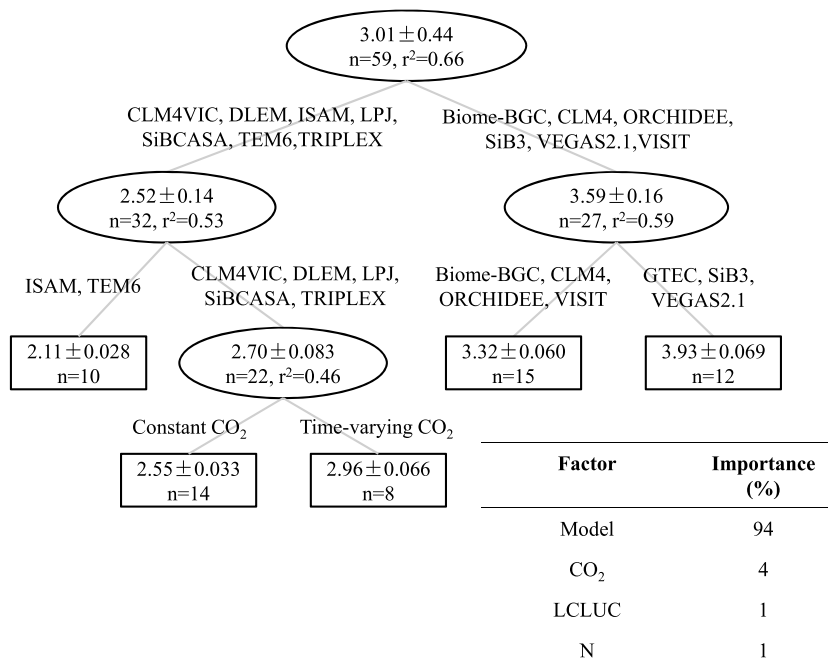 3.01±0.44
n=59, r²=0.66
CLM4VIC, DLEM, ISAM, LPJ,
SiBCASA, TEM6,TRIPLEX
Biome-BGC, CLM4, ORCHIDEE,
SiB3, VEGAS2.1,VISIT
2.52±0.14
n=32, r²=0.53
3.59±0.16
n=27, r²=0.59
ISAM, TEM6
CLM4VIC, DLEM, LPJ,
SiBCASA, TRIPLEX
Biome-BGC, CLM4,
ORCHIDEE, VISIT
GTEC, SiB3,
VEGAS2.1
2.11±0.028
n=10
2.70±0.083
n=22, r²=0.46
3.32±0.060
n=15
3.93±0.069
n=12
Constant CO₂
Time-varying CO₂
2.55±0.033
n=14
2.96±0.066
n=8
Factor Importance
(%)
Model 94
CO₂ 4
LCLUC 1
N 1